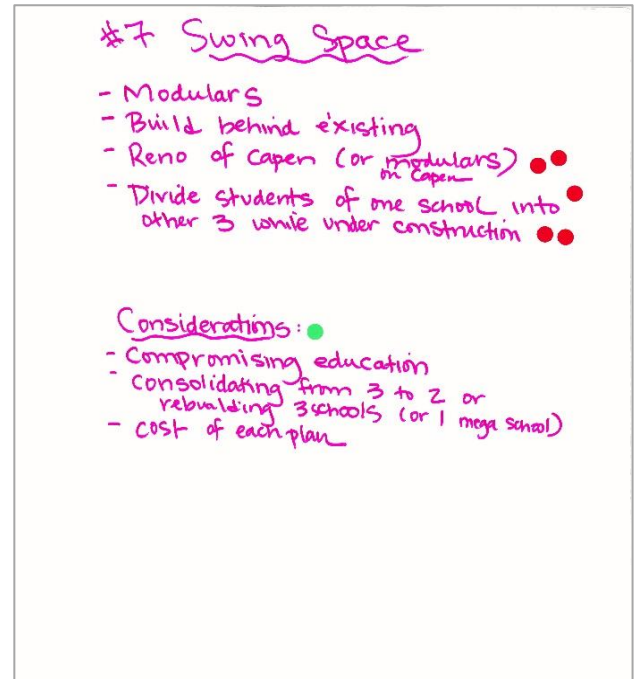 #7 Swing Space
- Modulars
- Build behind existing
- Reno of Capen (or modulars)
on Capen
- Divide students of one school into
other 3 while under construction
Considerations:
- Compromising education
- Consolidating from 3 to 2 or
rebualding 3 schools (or 1 mega school)
- cost of each plan